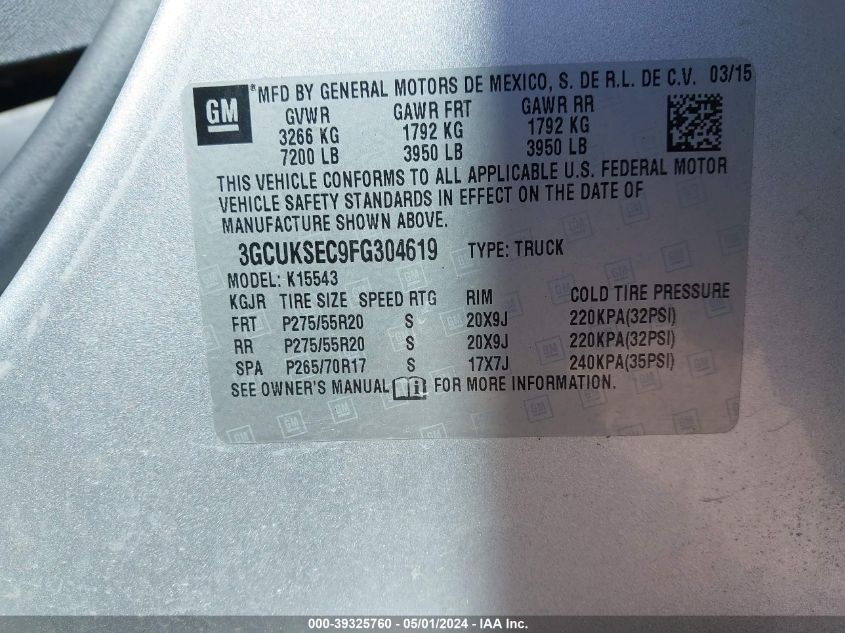 GM
*MFD BY GENERAL MOTORS DE MEXICO, S. DE R.L. DE C.V. 03/15
GVWR GAWR FRT GAWR RR
3266 KG 1792 KG 1792 KG
7200 LB 3950 LB 3950 LB
THIS VEHICLE CONFORMS TO ALL APPLICABLE U.S. FEDERAL MOTOR
VEHICLE SAFETY STANDARDS IN EFFECT ON THE DATE OF
MANUFACTURE SHOWN ABOVE.
3GCUKSEC9FG304619 TYPE: TRUCK
MODEL: K15543
KGJR TIRE SIZE SPEED RTG RIM COLD TIRE PRESSURE
FRT P275/55R20 S 20X9J 220KPA(32PSI)
RR P275/55R20 S 20X9J 220KPA(32PSI)
SPA P265/70R17 S 17X7J 240KPA(35PSI)
SEE OWNER'S MANUAL FOR MORE INFORMATION.
000-39325760 - 05/01/2024 - IAA Inc.